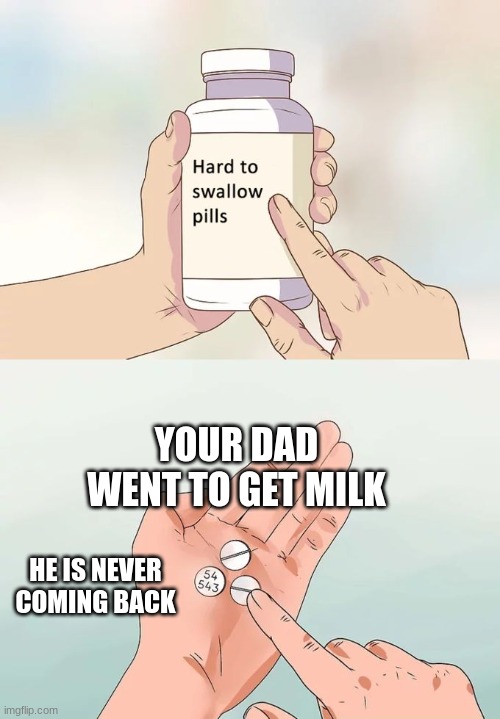 Hard to
swallow
pills
YOUR DAD
WENT TO GET MILK
HE IS NEVER
COMING BACK
54
543
imgflip.com